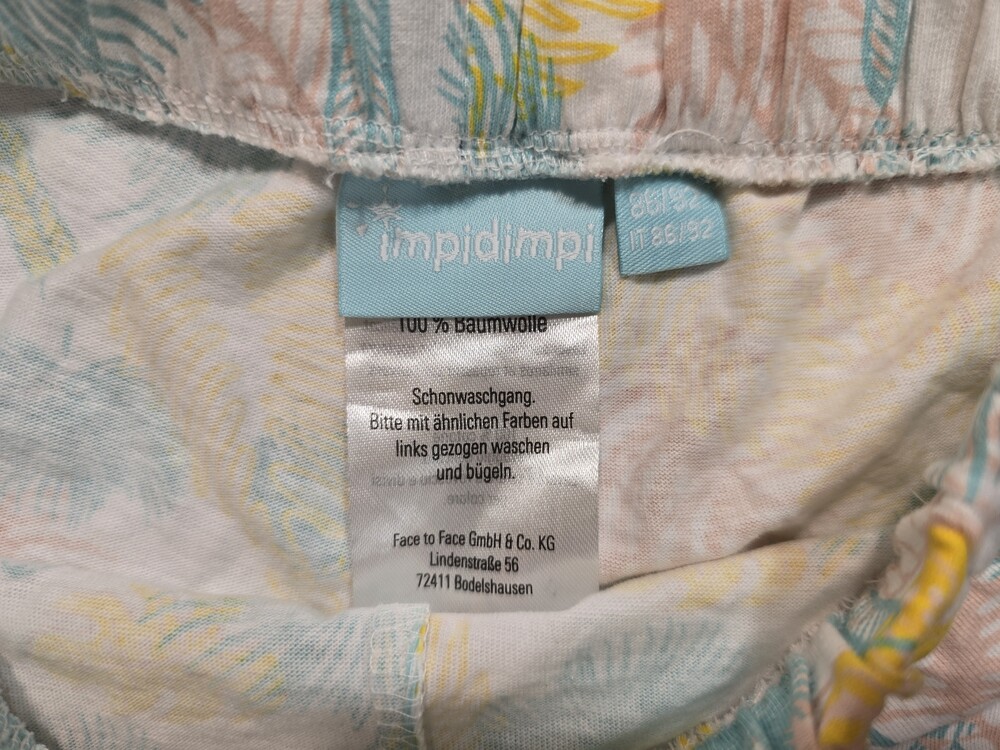 impidimpi
86/92
IT 86/92
100 % Baumwolle
Schonwaschgang.
Bitte mit ähnlichen Farben auf
links gezogen waschen
und bügeln.
Face to Face GmbH & Co. KG
Lindenstraße 56
72411 Bodelshausen